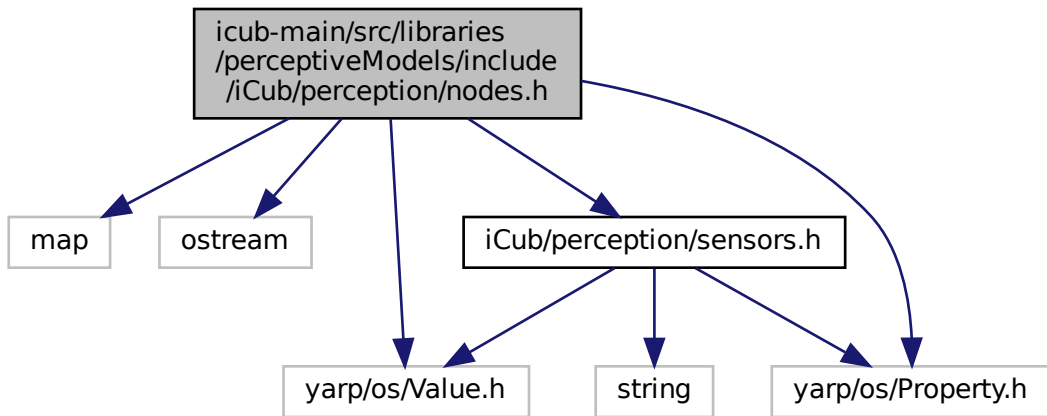 icub-main/src/libraries
/perceptiveModels/include
/iCub/perception/nodes.h
map
ostream
iCub/perception/sensors.h
yarp/os/Value.h
string
yarp/os/Property.h